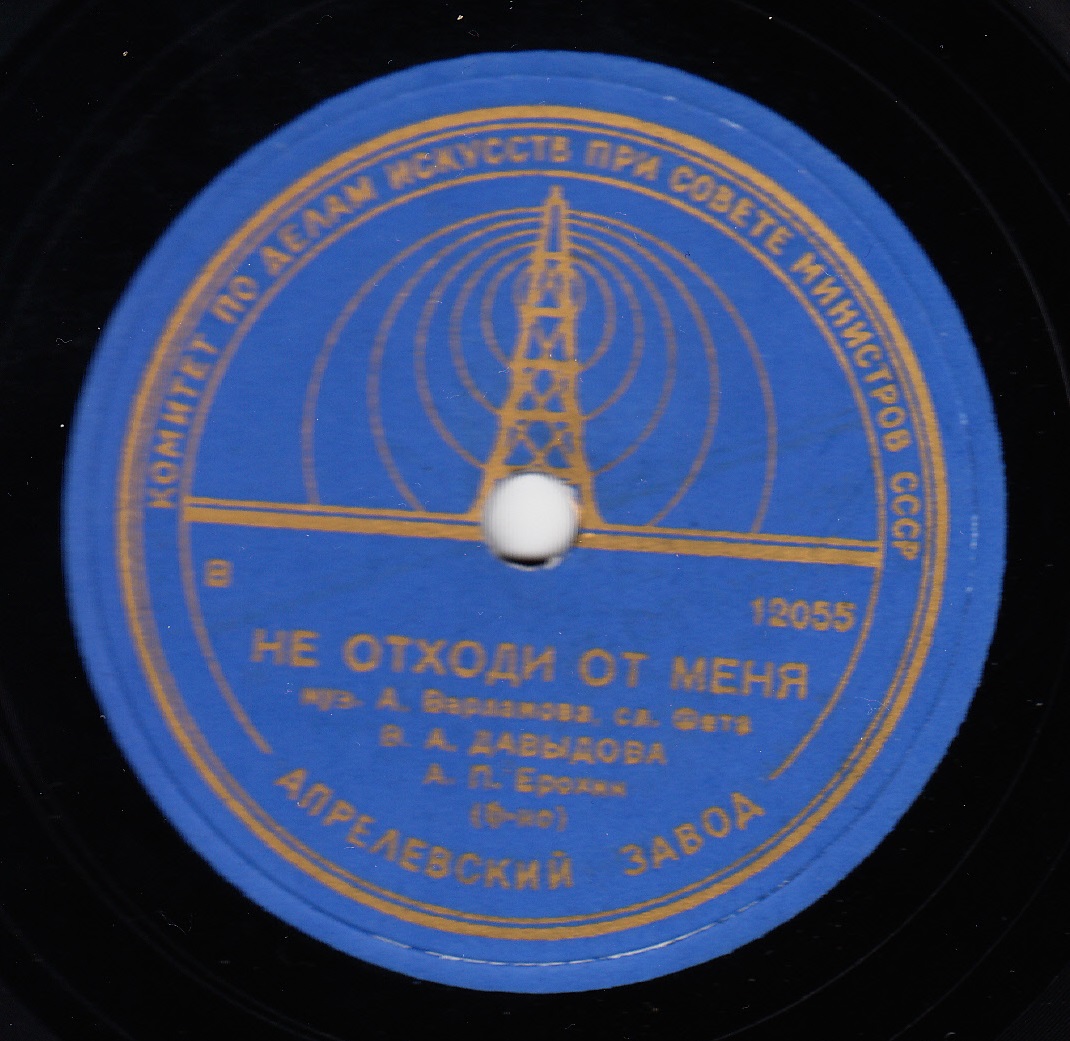 КОМИТЕТ ПО ДЕЛАМ ИСКУССТВ ПРИ СОВЕТЕ МИНИСТРОВ СССР
В
12055
НЕ ОТХОДИ ОТ МЕНЯ
муз. А. Варламова, сл. Фета
В. А. ДАВЫДОВА
А. П. Ерохин
(ф-но)
АПРЕЛЕВСКИЙ ЗАВОД